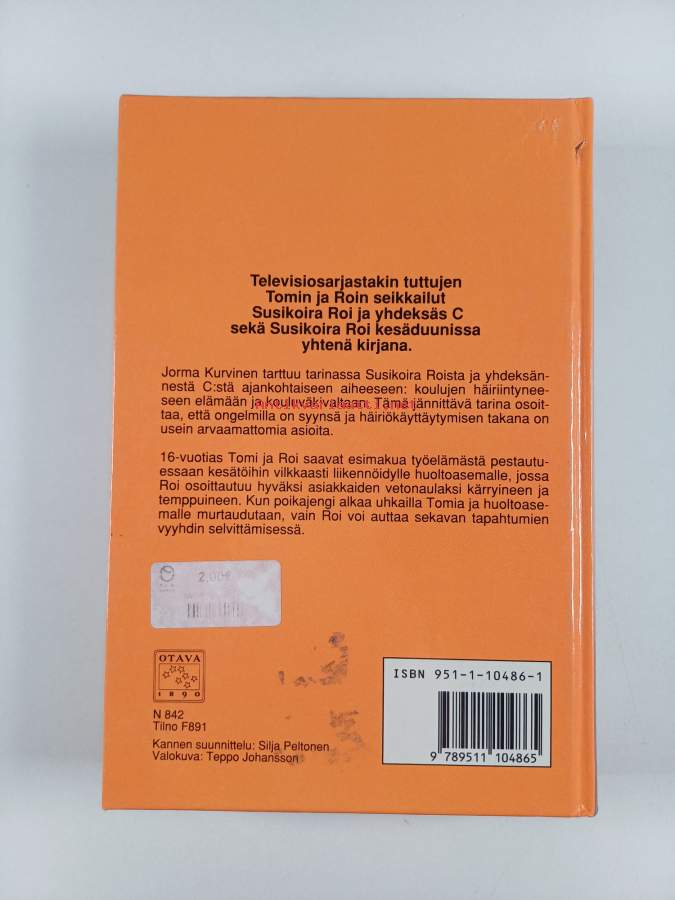 Televisiosarjastakin tuttujen
Tomin ja Roin seikkailut
Susikoira Roi ja yhdeksäs C
sekä Susikoira Roi kesäduunissa
yhtenä kirjana.
Jorma Kurvinen tarttuu tarinassa Susikoira Roista ja yhdeksän-
nestä C:stä ajankohtaiseen aiheeseen: koulujen häiriintynee-
seen elämään ja kouluväkivaltaan. Tämä jännittävä tarina osoit-
taa, että ongelmilla on syynsä ja häiriökäyttäytymisen takana on
usein arvaamattomia asioita.
16-vuotias Tomi ja Roi saavat esimakua työelämästä pestautu-
essaan kesätöihin vilkkaasti liikennöidylle huoltoasemalle, jossa
Roi osoittautuu hyväksi asiakkaiden vetonaulaksi kärryineen ja
temppuineen. Kun poikajengi alkaa uhkailla Tomia ja huoltoase-
malle murtaudutaan, vain Roi voi auttaa sekavan tapahtumien
vyyhdin selvittämisessä.
2,00€
OTAVA
1890
ISBN 951-1-10486-1
9 789511 104865
N 842
Tilno F891
Kannen suunnittelu: Silja Peltonen
Valokuva: Teppo Johansson